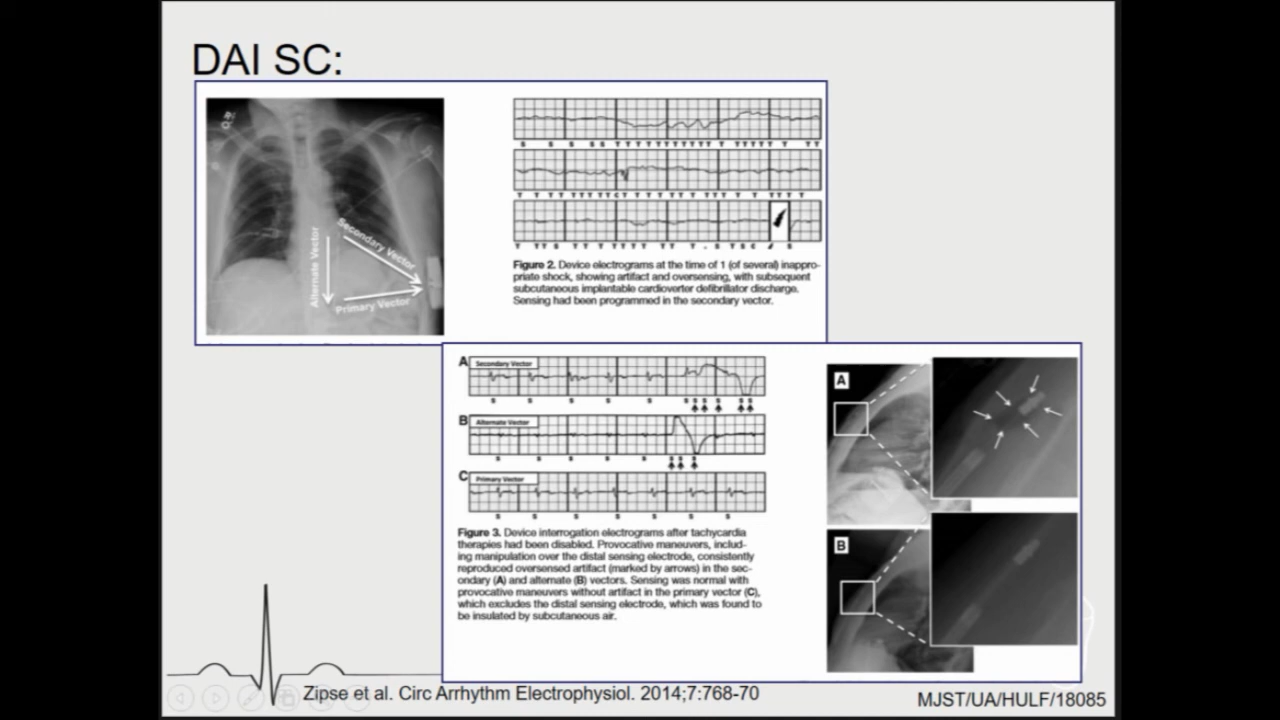 DAI SC:
Alternate Vector
Secondary Vector
Primary Vector
Figure 2. Device electrograms at the time of 1 (of several) inappro-
priate shock, showing artifact and oversensing, with subsequent
subcutaneous implantable cardioverter defibrillator discharge.
Sensing had been programmed in the secondary vector.
A
Secondary Vector
S S S S S
B
Alternate Vector
S S S S S
C
Primary Vector
S S S S S S S
Figure 3. Device interrogation electrograms after tachycardia
therapies had been disabled. Provocative maneuvers, includ-
ing manipulation over the distal sensing electrode, consistently
reproduced oversensed artifact (marked by arrows) in the sec-
ondary (A) and alternate (B) vectors. Sensing was normal with
provocative maneuvers without artifact in the primary vector (C),
which excludes the distal sensing electrode, which was found to
be insulated by subcutaneous air.
A
B
Zipse et al. Circ Arrhythm Electrophysiol. 2014;7:768-70
MJST/UA/HULF/18085